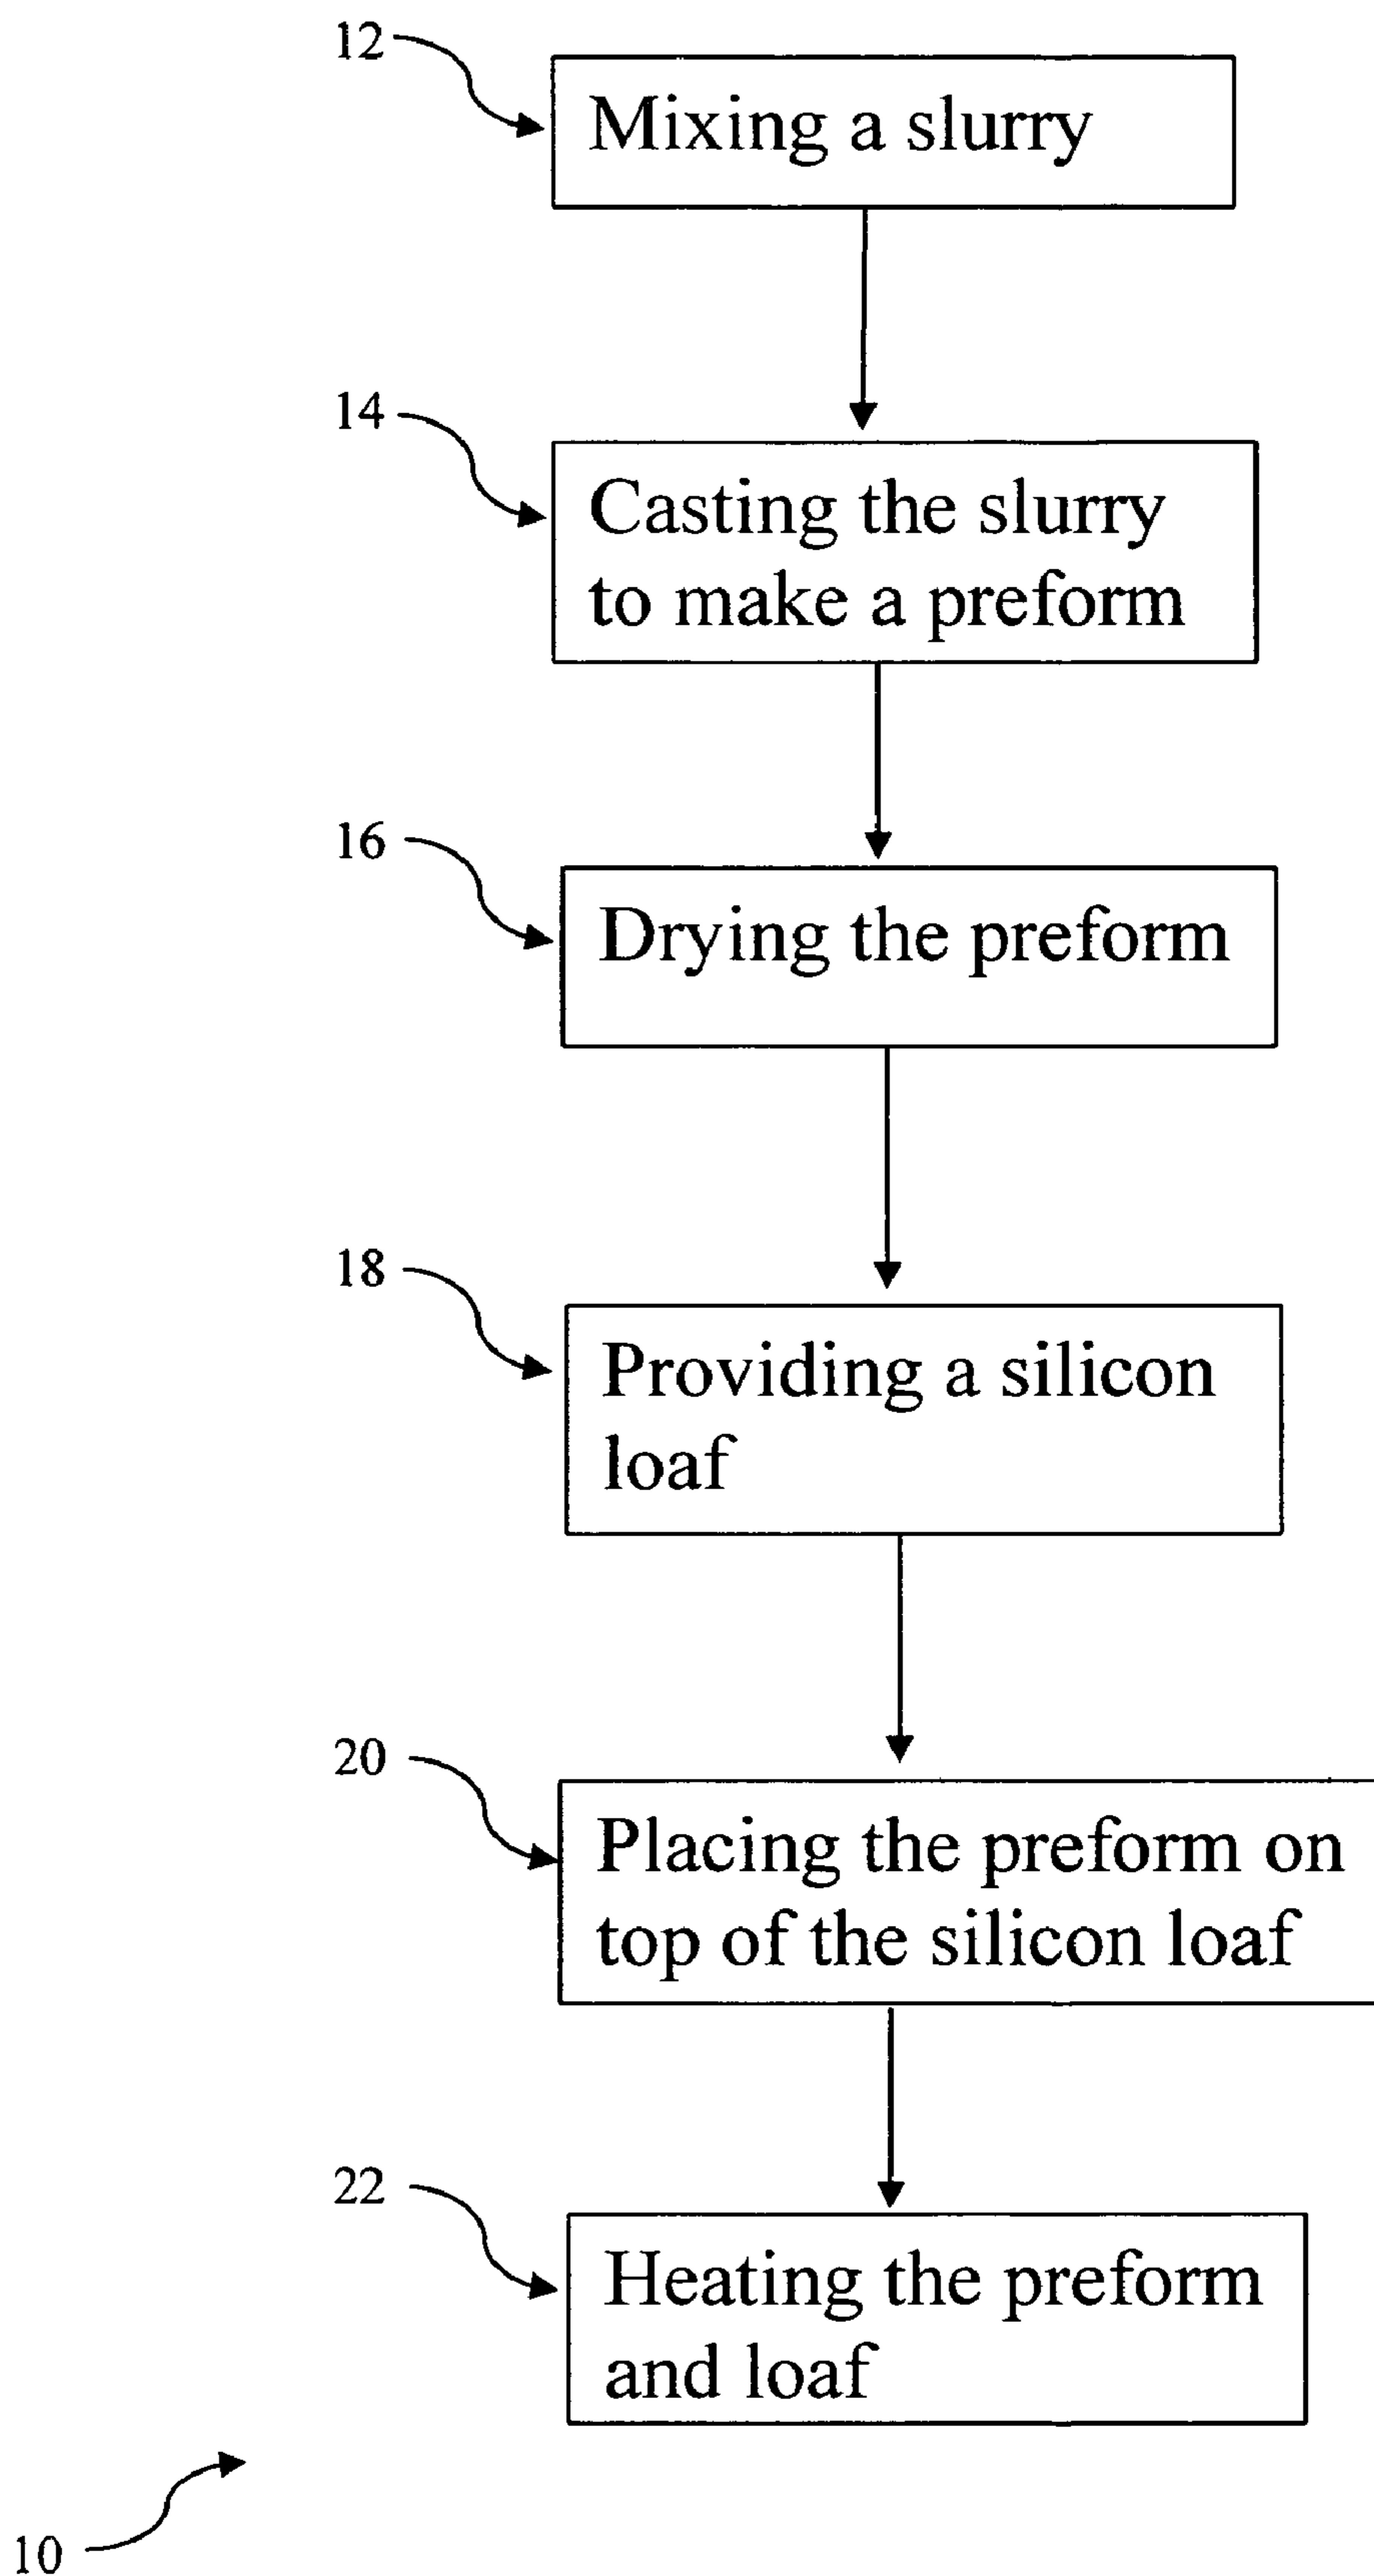 12
Mixing a slurry
14
Casting the slurry
to make a preform
16
Drying the preform
18
Providing a silicon
loaf
20
Placing the preform on
top of the silicon loaf
22
Heating the preform
and loaf
10